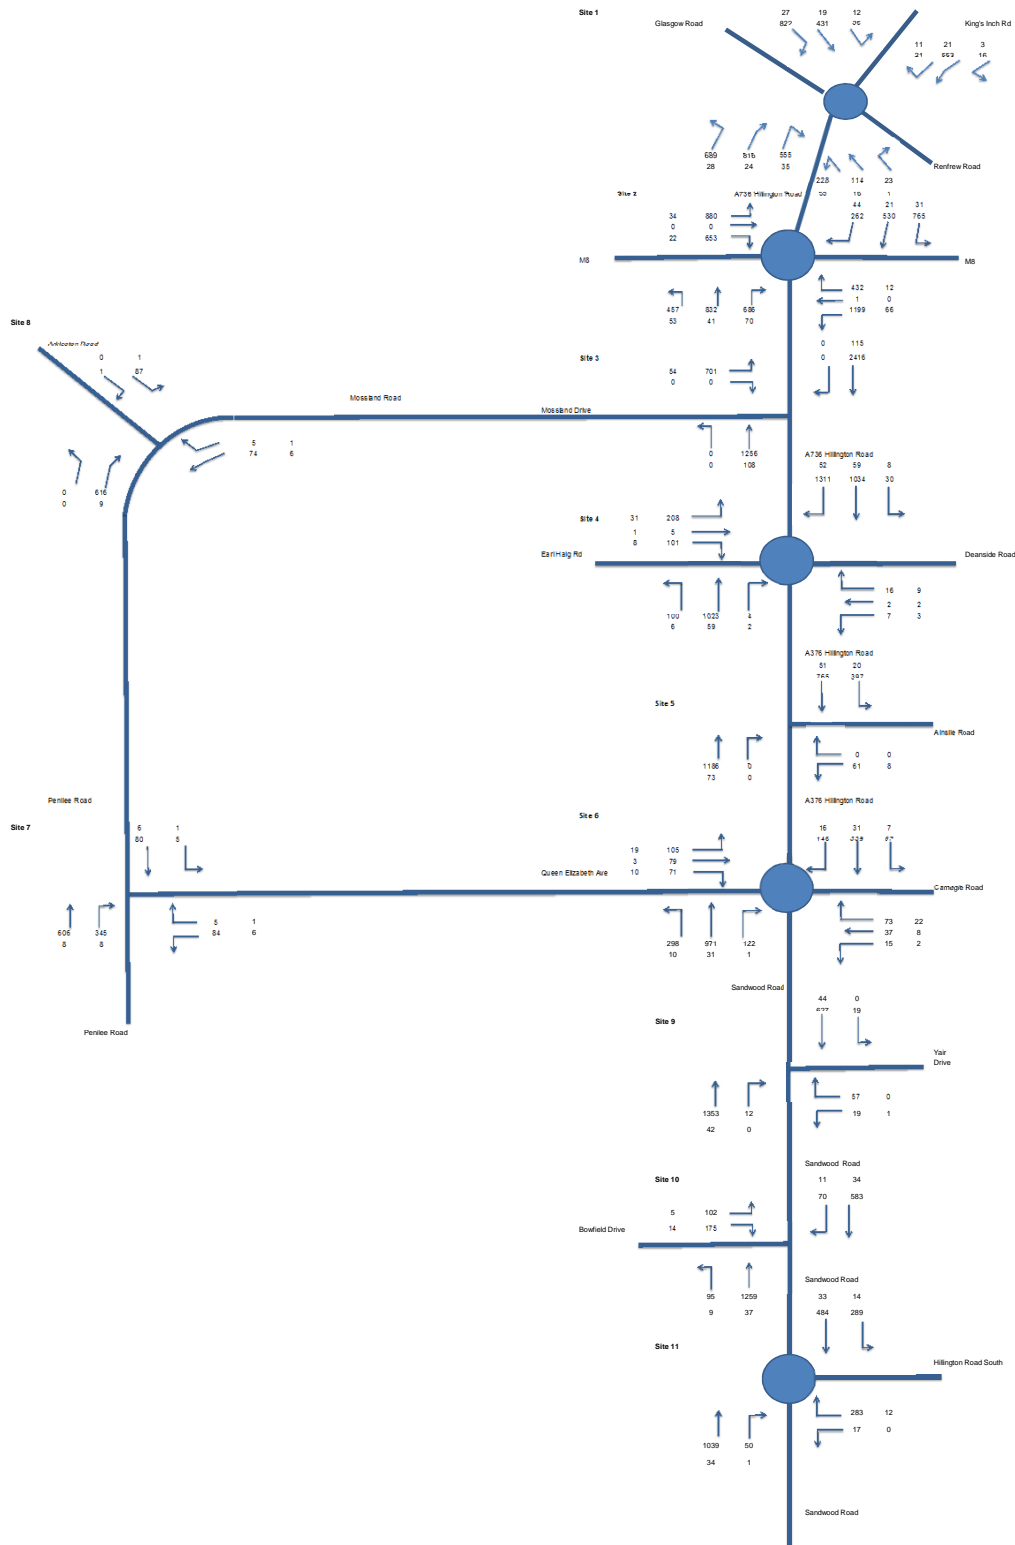 Site 1
27 19 12
Glasgow Road
822 431
King's Inch Rd
11 21 3
689 816 555
28 24 35
Renfrew Road
228 114 23
Site 2
A736 Hillington Road
44 21 31
262 530 765
34 880
0 0
22 653
M8
M8
432 12
1 0
1199 66
457 832 686
53 41 70
Site 8
Arkleston Road
0 1
1 87
Site 3
0 115
0 2416
54 701
0 0
Mossland Road
Mossland Drive
5 1
74 6
0 1256
0 108
0 616
0 9
A736 Hillington Road
52 59 8
1311 1034 30
Site 4
31 208
1 5
8 101
Earl Haig Rd
Deanside Road
16 9
2 2
7 3
100 1023 4
6 59 2
A376 Hillington Road
51 20
765 397
Site 5
Ainslie Road
1186 0
73 0
0 0
61 8
Penilee Road
A376 Hillington Road
Site 6
Site 7
6 1
80 5
16 31 7
19 105
3 79
10 71
Queen Elizabeth Ave
Carnegie Road
73 22
37 8
15 2
5 1
84 6
606 345
8 8
298 971 122
10 31 1
Sandwood Road
44 0
627 19
Site 9
Penilee Road
Yair
Drive
57 0
19 1
1353 12
42 0
Sandwood Road
Site 10
11 34
70 583
5 102
14 175
Bowfield Drive
Sandwood Road
95 1259
9 37
33 14
484 289
Site 11
Hillington Road South
283 12
17 0
1039 50
34 1
Sandwood Road